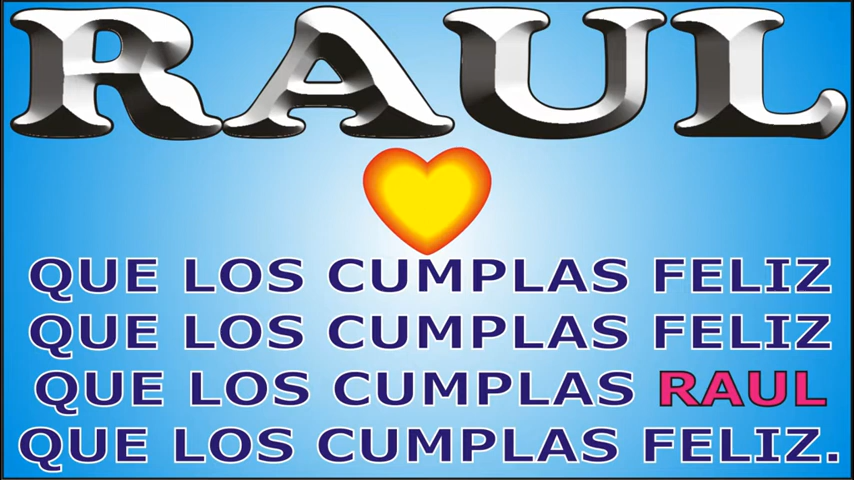 RAUL
QUE LOS CUMPLAS FELIZ
QUE LOS CUMPLAS FELIZ
QUE LOS CUMPLAS RAUL
QUE LOS CUMPLAS FELIZ.